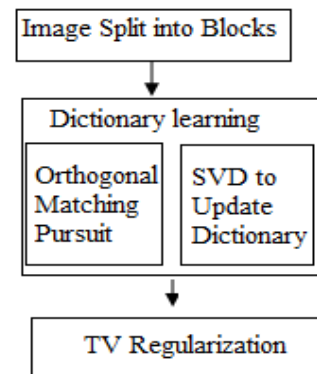 Image Split into Blocks
Dictionary learning
Orthogonal
Matching
Pursuit
SVD to
Update
Dictionary
TV Regularization